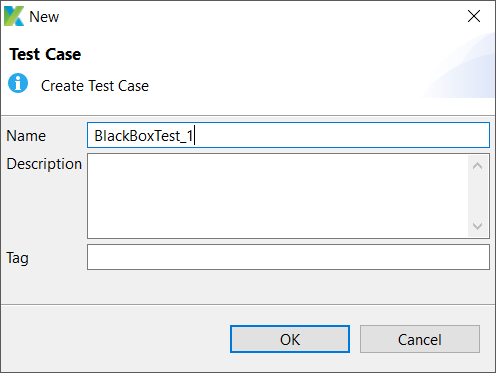 New
Test Case
Create Test Case
Name BlackBoxTest_1
Description
Tag
OK Cancel